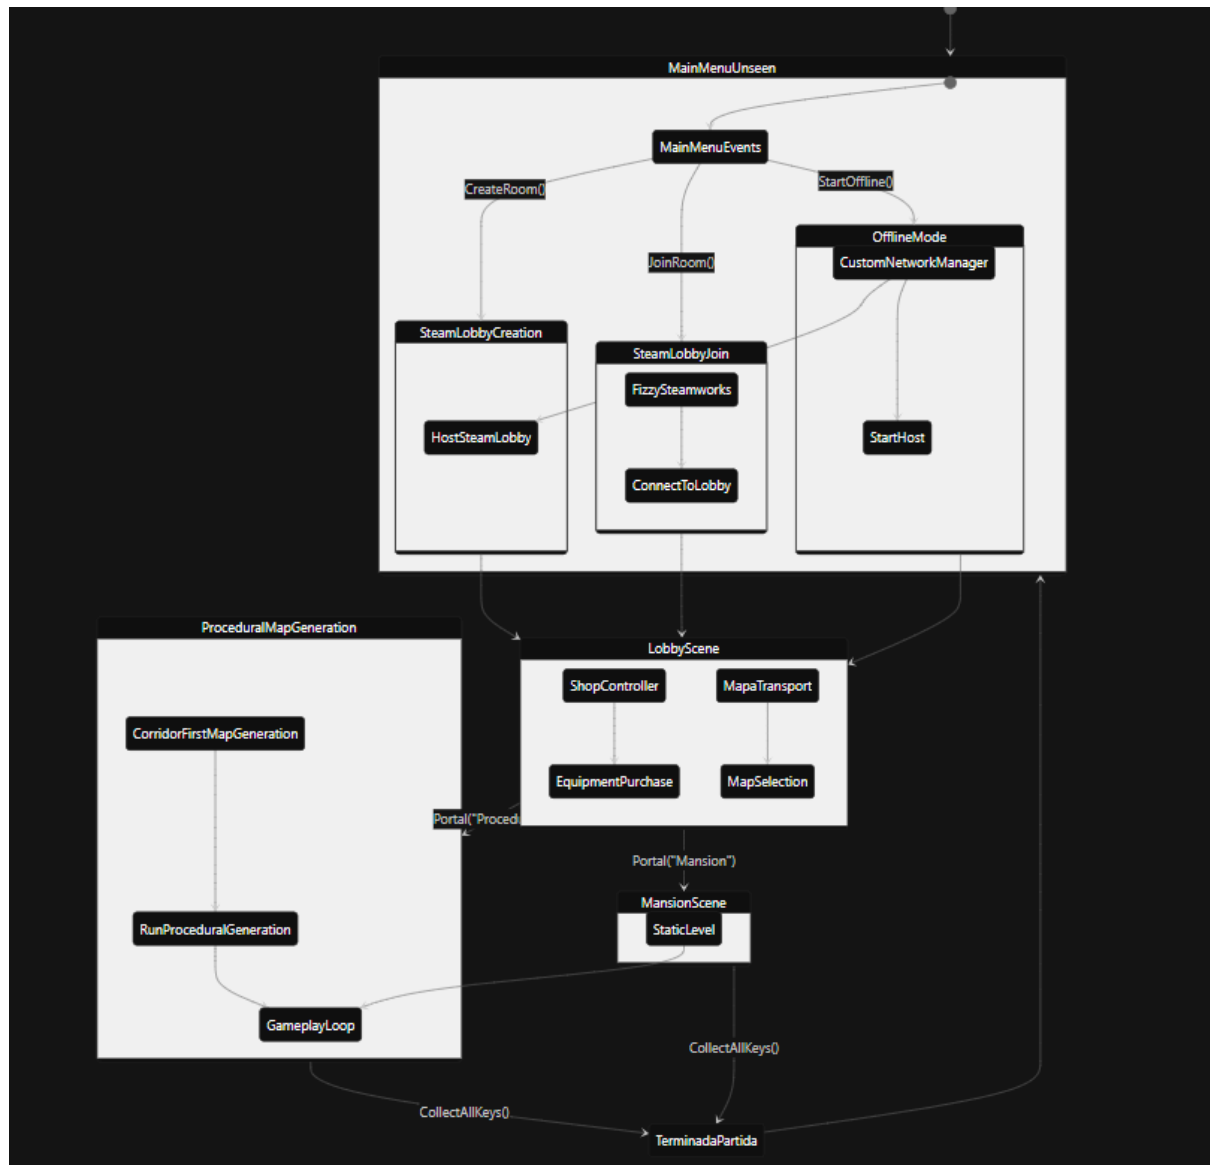 MainMenuUnseen
MainMenuEvents
CreateRoom()
StartOffline()
JoinRoom()
OfflineMode
CustomNetworkManager
SteamLobbyCreation
SteamLobbyJoin
FizzySteamworks
HostSteamLobby
StartHost
ConnectToLobby
ProceduralMapGeneration
LobbyScene
ShopController
MapaTransport
CorridorFirstMapGeneration
EquipmentPurchase
MapSelection
Portal("Procedu
Portal("Mansion")
MansionScene
StaticLevel
RunProceduralGeneration
GameplayLoop
CollectAllKeys()
CollectAllKeys()
TerminadaPartida